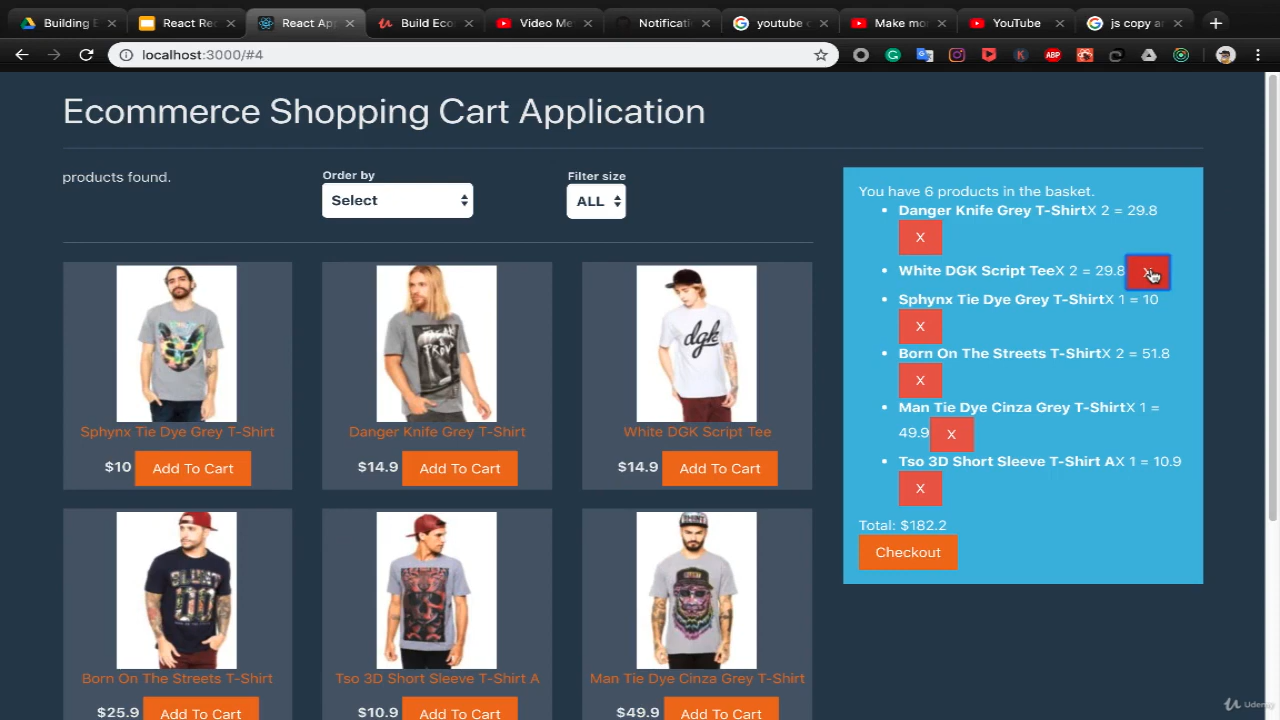 Building E
React Rec
React App
Build Eco
Video Me
Notificati
youtube c
Make mor
YouTube
js copy ar
localhost:3000/#4
ABP
Ecommerce Shopping Cart Application
products found.
Order by
Select
Filter size
ALL
Sphynx Tie Dye Grey T-Shirt
$10 Add To Cart
Danger Knife Grey T-Shirt
$14.9 Add To Cart
White DGK Script Tee
$14.9 Add To Cart
Born On The Streets T-Shirt
$25.9 Add To Cart
Tso 3D Short Sleeve T-Shirt A
$10.9 Add To Cart
Man Tie Dye Cinza Grey T-Shirt
$49.9 Add To Cart
You have 6 products in the basket.
Danger Knife Grey T-ShirtX 2 = 29.8
X
White DGK Script TeeX 2 = 29.8 X
Sphynx Tie Dye Grey T-ShirtX 1 = 10
X
Born On The Streets T-ShirtX 2 = 51.8
X
Man Tie Dye Cinza Grey T-ShirtX 1 =
49.9 X
Tso 3D Short Sleeve T-Shirt AX 1 = 10.9
X
Total: $182.2
Checkout
dgk
Udemy